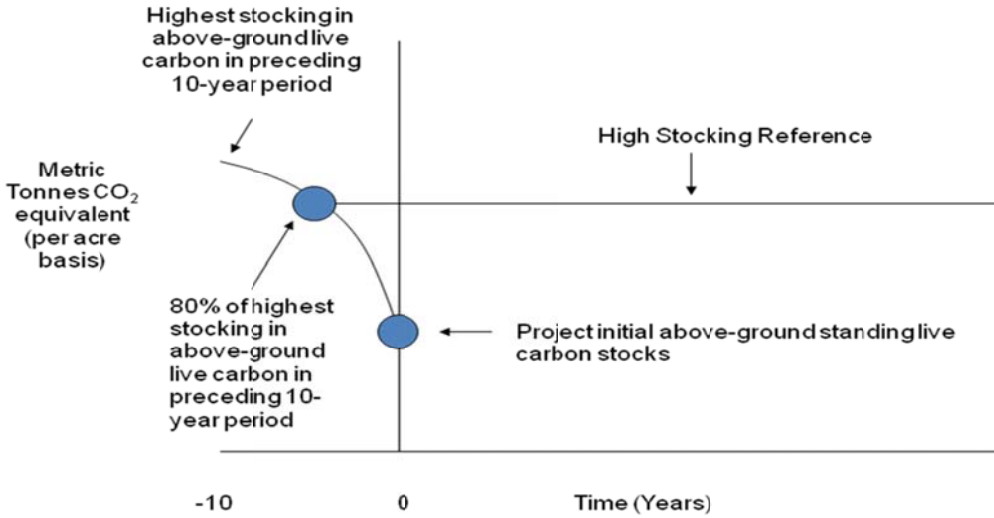 Highest stocking in
above-ground live
carbon in preceding
10-year period
High Stocking Reference
Metric
Tonnes CO₂
equivalent
(per acre
basis)
80% of highest
stocking in
above-ground
live carbon in
preceding 10-
year period
Project initial above-ground standing live
carbon stocks
-10
0
Time (Years)